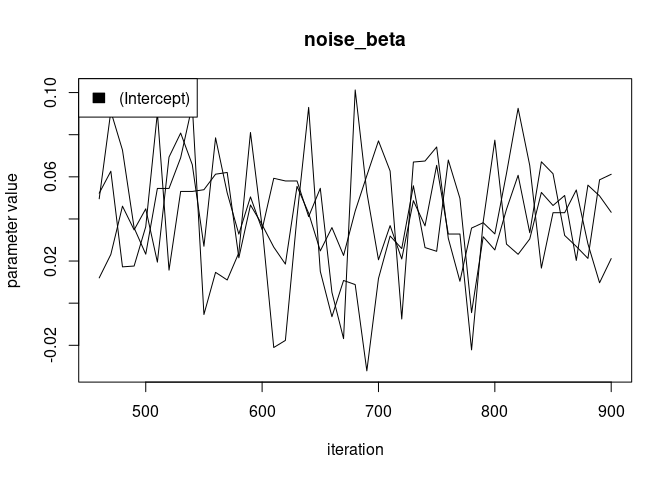 noise_beta
(Intercept)
0.10
0.06
0.02
-0.02
parameter value
500 600 700 800 900
iteration